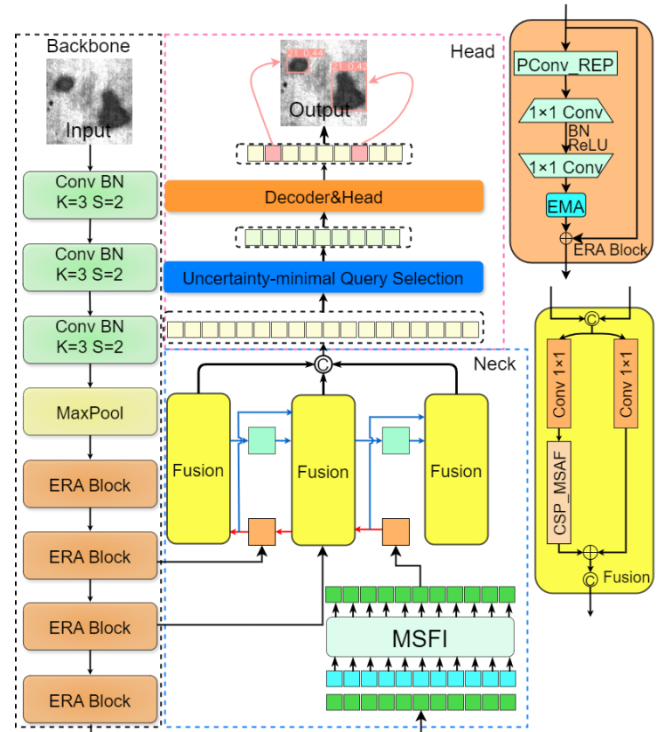 Backbone
Input
Conv BN
K=3 S=2
Conv BN
K=3 S=2
Conv BN
K=3 S=2
MaxPool
ERA Block
ERA Block
ERA Block
ERA Block
Head
Output
Decoder&Head
Uncertainty-minimal Query Selection
C
Neck
Fusion
Fusion
Fusion
MSFI
PConv_REP
1×1 Conv
BN
ReLU
1×1 Conv
EMA
ERA Block
C
Conv 1×1
Conv 1×1
CSP_MSAF
C
Fusion